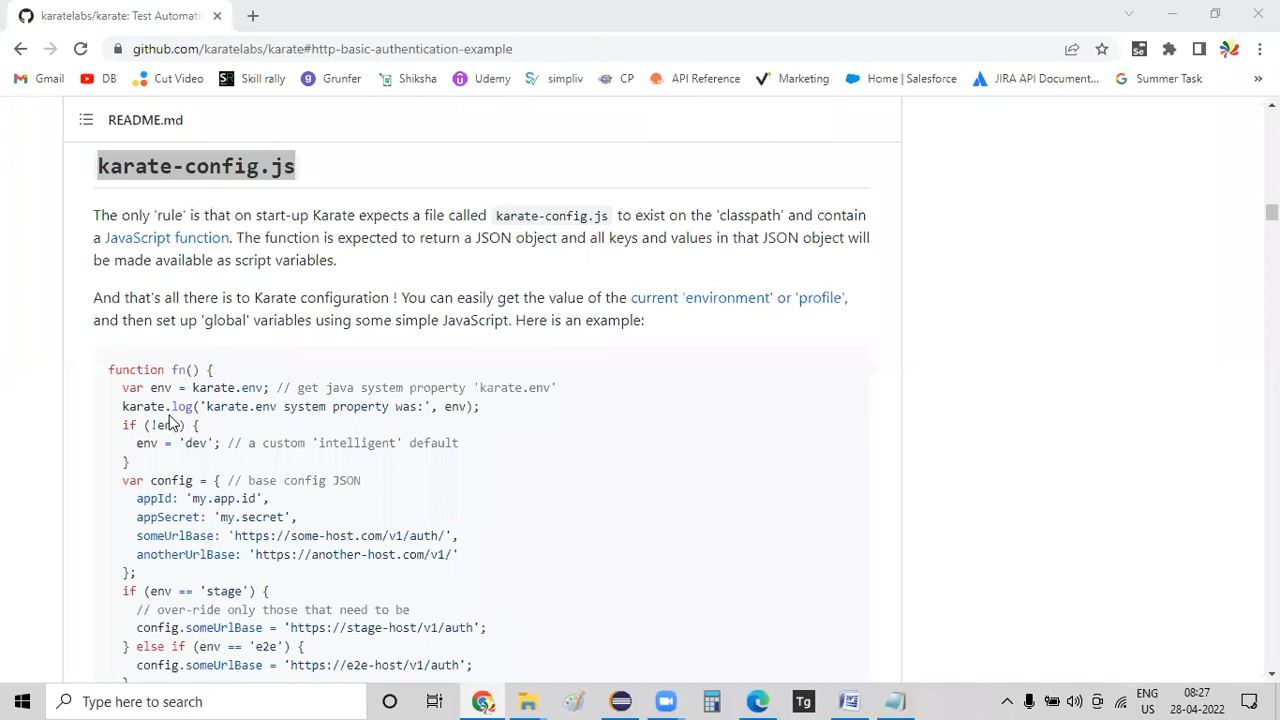 karatelabs/karate: Test Automati
github.com/karatelabs/karate#http-basic-authentication-example
Gmail DB Cut Video SR Skill rally Grunfer Shiksha Udemy simpliv CP API Reference Marketing Home | Salesforce JIRA API Document... Summer Task »
README.md
karate-config.js
The only 'rule' is that on start-up Karate expects a file called karate-config.js to exist on the 'classpath' and contain
a JavaScript function. The function is expected to return a JSON object and all keys and values in that JSON object will
be made available as script variables.
And that's all there is to Karate configuration ! You can easily get the value of the current 'environment' or 'profile',
and then set up 'global' variables using some simple JavaScript. Here is an example:
function fn() {
var env = karate.env; // get java system property 'karate.env'
karate.log('karate.env system property was:', env);
if (!env) {
env = 'dev'; // a custom 'intelligent' default
}
var config = { // base config JSON
appId: 'my.app.id',
appSecret: 'my.secret',
someUrlBase: 'https://some-host.com/v1/auth/',
anotherUrlBase: 'https://another-host.com/v1/'
};
if (env == 'stage') {
// over-ride only those that need to be
config.someUrlBase = 'https://stage-host/v1/auth';
} else if (env == 'e2e') {
config.someUrlBase = 'https://e2e-host/v1/auth';
Type here to search
Tg
ENG
US
08:27
28-04-2022